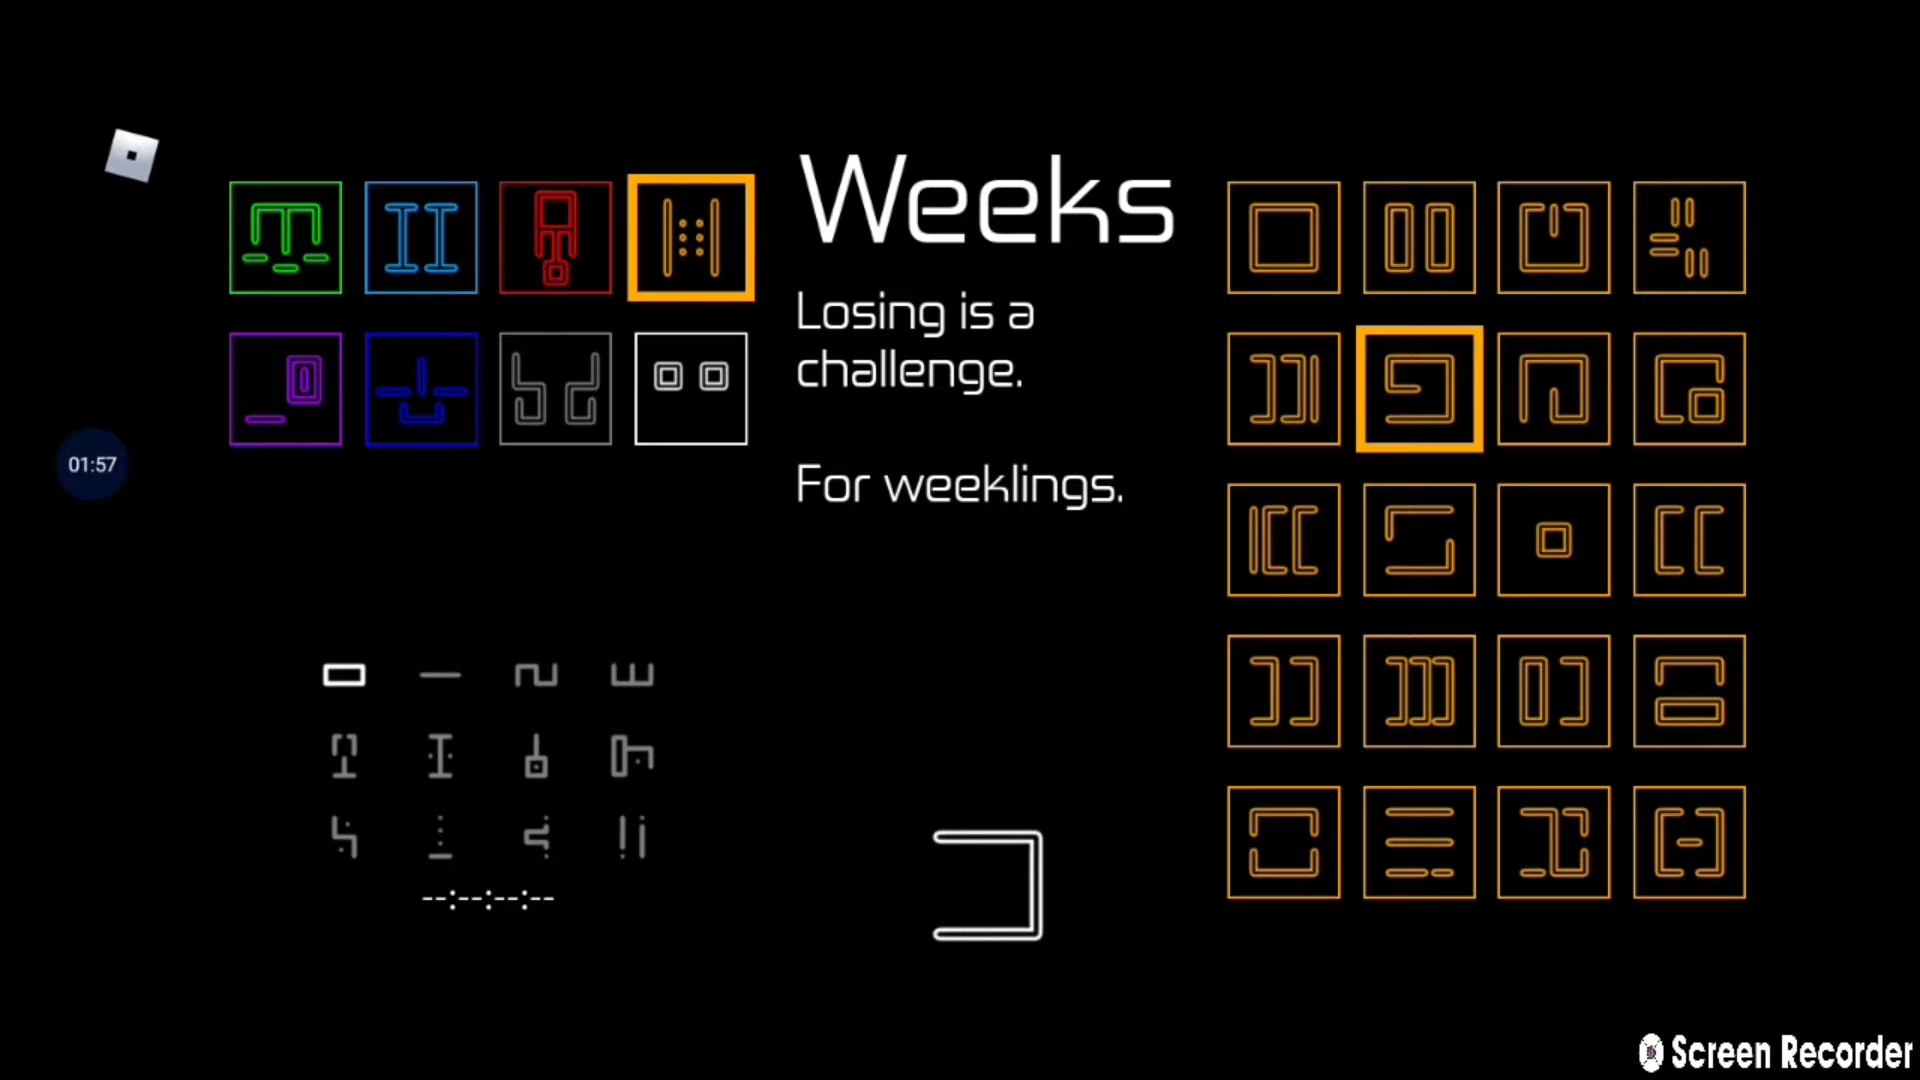 Weeks
Losing is a
challenge.
For weeklings.
01:57
--:--:--:--
Screen Recorder